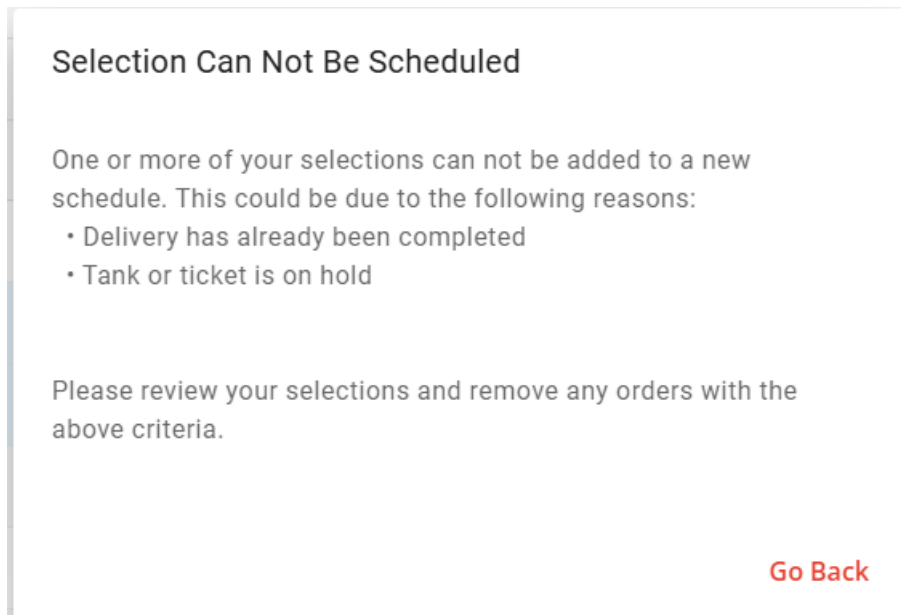 Selection Can Not Be Scheduled
One or more of your selections can not be added to a new
schedule. This could be due to the following reasons:
• Delivery has already been completed
• Tank or ticket is on hold
Please review your selections and remove any orders with the
above criteria.
Go Back